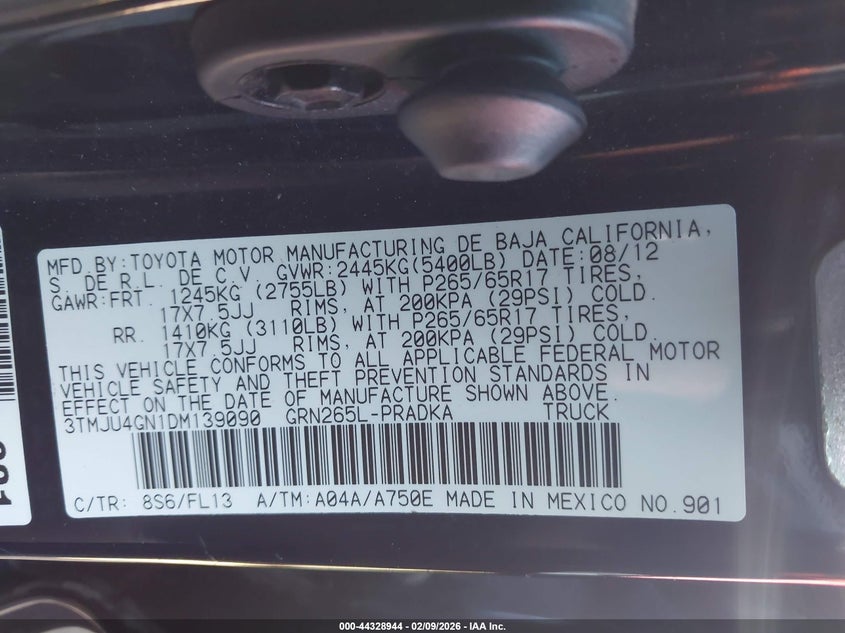 MFD.BY:TOYOTA MOTOR MANUFACTURING DE BAJA CALIFORNIA,
S. DE R.L. DE C.V. GVWR:2445KG(5400LB) DATE:08/12
GAWR:FRT. 1245KG (2755LB) WITH P265/65R17 TIRES,
17X7.5JJ RIMS, AT 200KPA (29PSI) COLD.
RR. 1410KG (3110LB) WITH P265/65R17 TIRES,
17X7.5JJ RIMS, AT 200KPA (29PSI) COLD.
THIS VEHICLE CONFORMS TO ALL APPLICABLE FEDERAL MOTOR
VEHICLE SAFETY AND THEFT PREVENTION STANDARDS IN
EFFECT ON THE DATE OF MANUFACTURE SHOWN ABOVE.
3TMJU4GN1DM139090 GRN265L-PRADKA TRUCK
C/TR: 8S6/FL13 A/TM:A04A/A750E MADE IN MEXICO NO.901
000-44328944 | 02/09/2026 - IAA Inc.